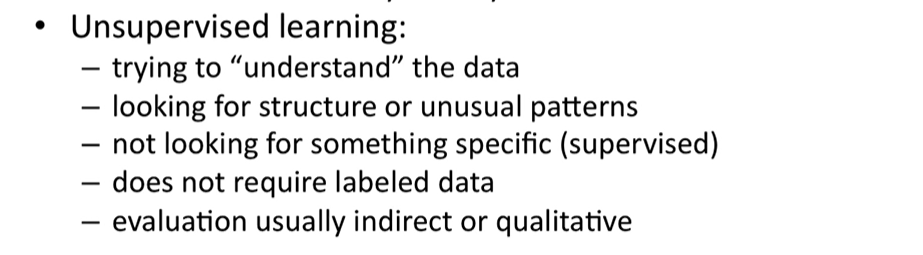 • Unsupervised learning:
– trying to “understand” the data
– looking for structure or unusual patterns
– not looking for something specific (supervised)
– does not require labeled data
– evaluation usually indirect or qualitative